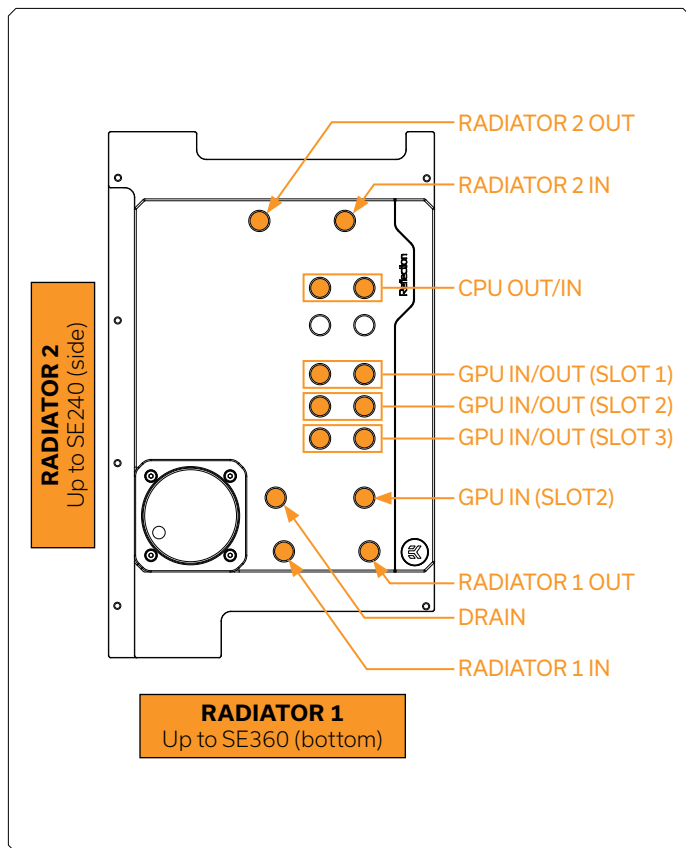 RADIATOR 2 OUT
RADIATOR 2 IN
Reflection
CPU OUT/IN
GPU IN/OUT (SLOT 1)
GPU IN/OUT (SLOT 2)
GPU IN/OUT (SLOT 3)
RADIATOR 2
Up to SE240 (side)
GPU IN (SLOT2)
EK
RADIATOR 1 OUT
DRAIN
RADIATOR 1 IN
RADIATOR 1
Up to SE360 (bottom)